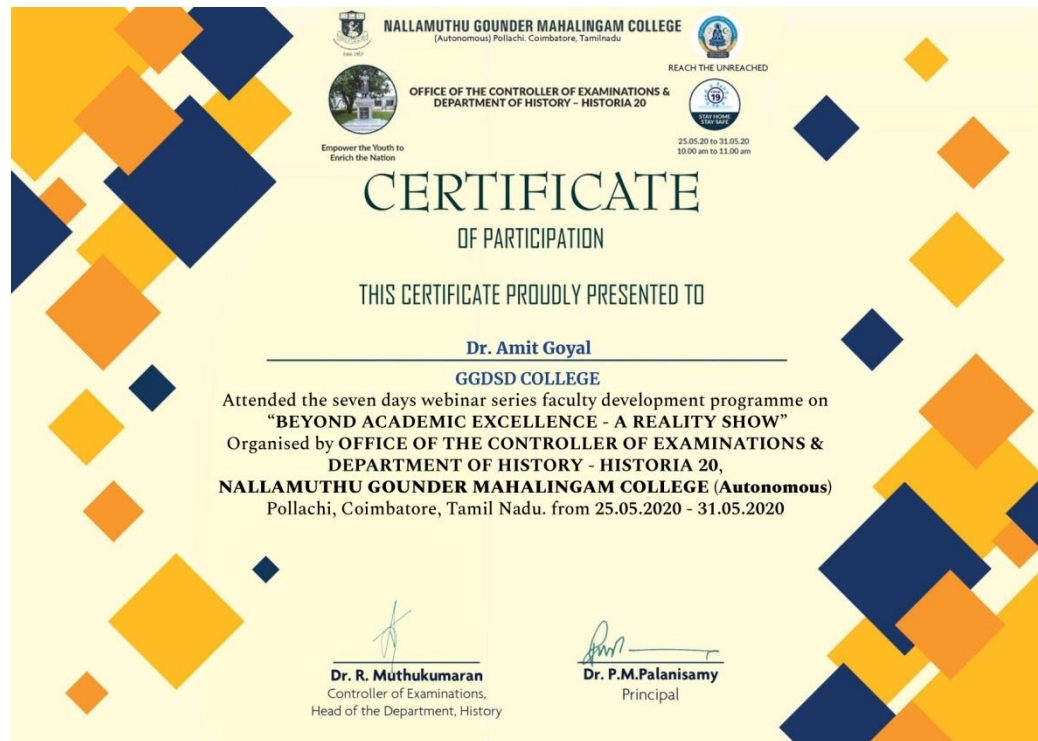 NALLAMUTHU GOUNDER MAHALINGAM COLLEGE
(Autonomous) Pollachi. Coimbatore, Tamilnadu
Estd. 1957
REACH THE UNREACHED
OFFICE OF THE CONTROLLER OF EXAMINATIONS &
DEPARTMENT OF HISTORY – HISTORIA 20
19
STAY HOME
STAY SAFE
Empower the Youth to
Enrich the Nation
25.05.20 to 31.05.20
10.00 am to 11.00 am
CERTIFICATE
OF PARTICIPATION
THIS CERTIFICATE PROUDLY PRESENTED TO
Dr. Amit Goyal
GGDSD COLLEGE
Attended the seven days webinar series faculty development programme on
“BEYOND ACADEMIC EXCELLENCE - A REALITY SHOW”
Organised by OFFICE OF THE CONTROLLER OF EXAMINATIONS &
DEPARTMENT OF HISTORY - HISTORIA 20,
NALLAMUTHU GOUNDER MAHALINGAM COLLEGE (Autonomous)
Pollachi, Coimbatore, Tamil Nadu. from 25.05.2020 - 31.05.2020
Dr. R. Muthukumaran
Controller of Examinations,
Head of the Department, History
Dr. P.M.Palanisamy
Principal